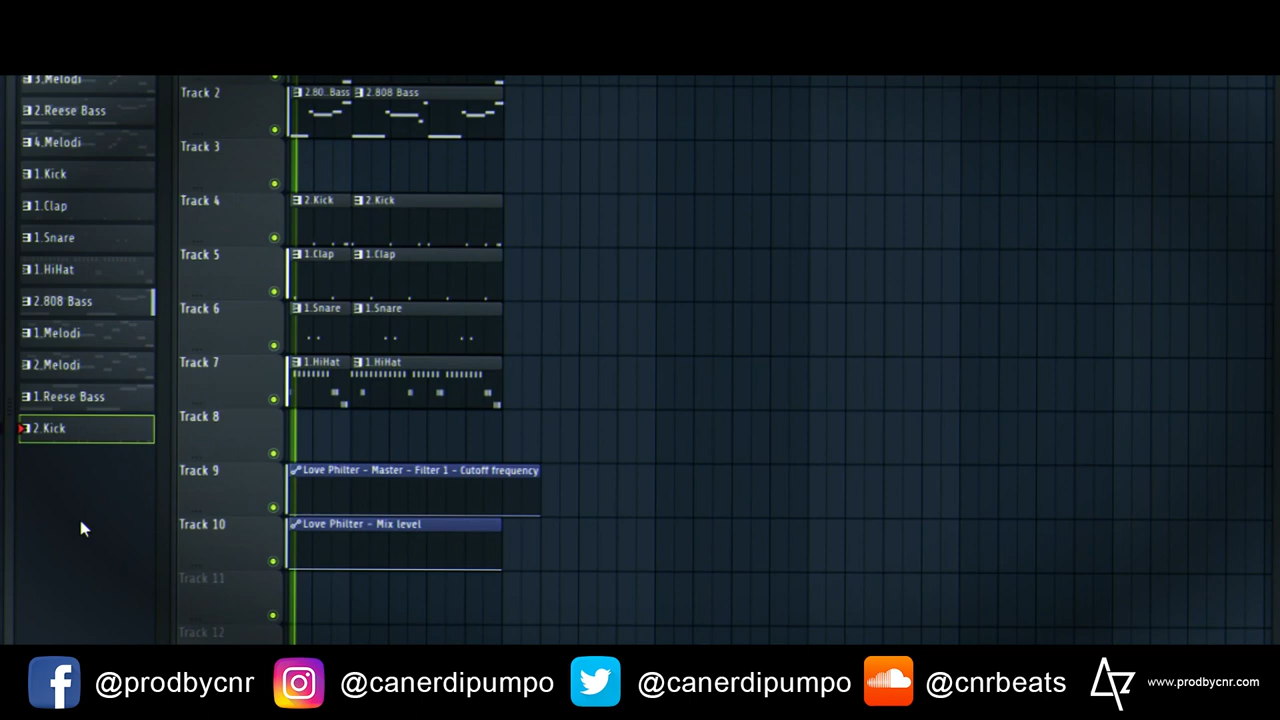 3.Melodi
2.Reese Bass
4.Melodi
1.Kick
1.Clap
1.Snare
1.HiHat
2.808 Bass
1.Melodi
2.Melodi
1.Reese Bass
2.Kick
Track 2
2.80..Bass 2.808 Bass
Track 3
Track 4
2.Kick 2.Kick
Track 5
1.Clap 1.Clap
Track 6
1.Snare 1.Snare
Track 7
1.HiHat 1.HiHat
Track 8
Track 9
Love Philter - Master - Filter 1 - Cutoff frequency
Track 10
Love Philter - Mix level
Track 11
Track 12
@prodbycnr @canerdipumpo @canerdipumpo @cnrbeats www.prodbycnr.com